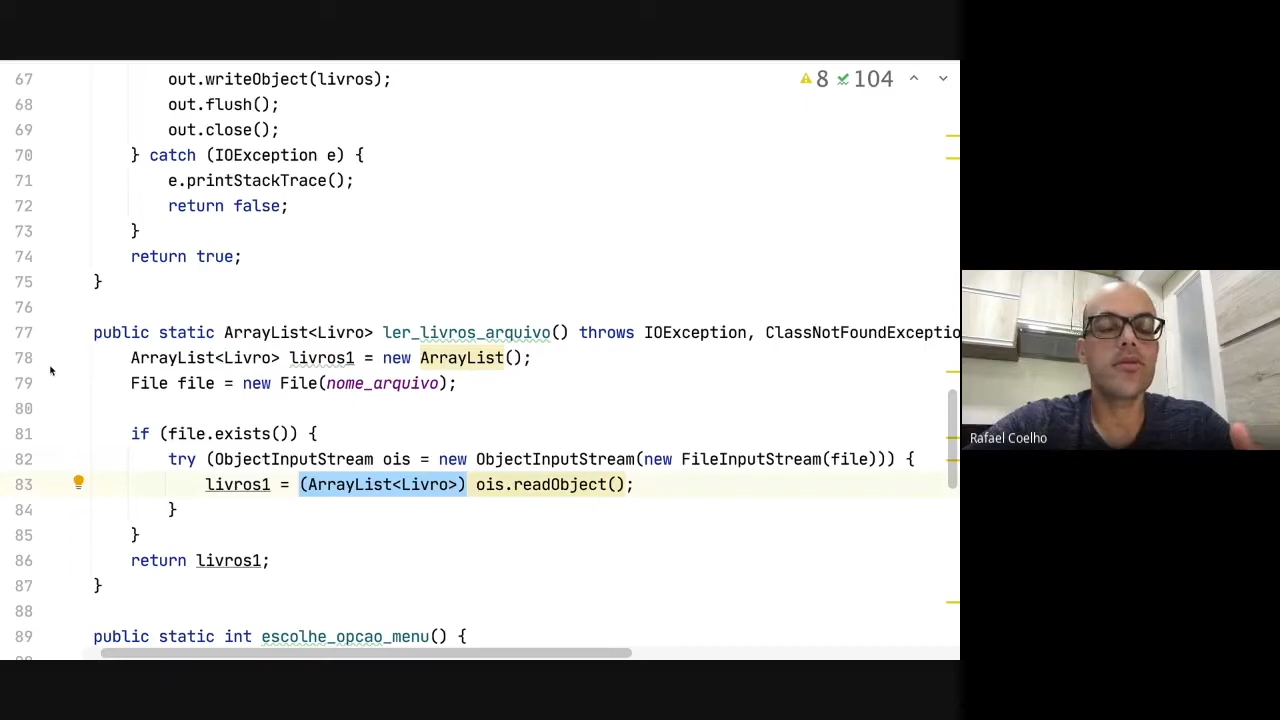 8 104
67 out.writeObject(livros);
68 out.flush();
69 out.close();
70 } catch (IOException e) {
71 e.printStackTrace();
72 return false;
73 }
74 return true;
75 }
76
77 public static ArrayList<Livro> ler_livros_arquivo() throws IOException, ClassNotFoundExceptio
78 ArrayList<Livro> livros1 = new ArrayList();
79 File file = new File(nome_arquivo);
80
81 if (file.exists()) {
82 try (ObjectInputStream ois = new ObjectInputStream(new FileInputStream(file))) {
83 livros1 = (ArrayList<Livro>) ois.readObject();
84 }
85 }
86 return livros1;
87 }
88
89 public static int escolhe_opcao_menu() {
Rafael Coelho